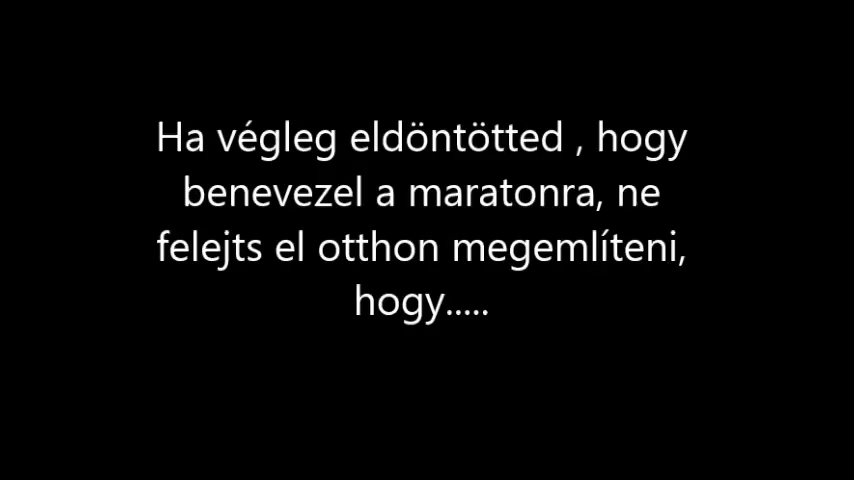 Ha végleg eldöntötted , hogy
benevezel a maratonra, ne
felejts el otthon megemlíteni,
hogy.....